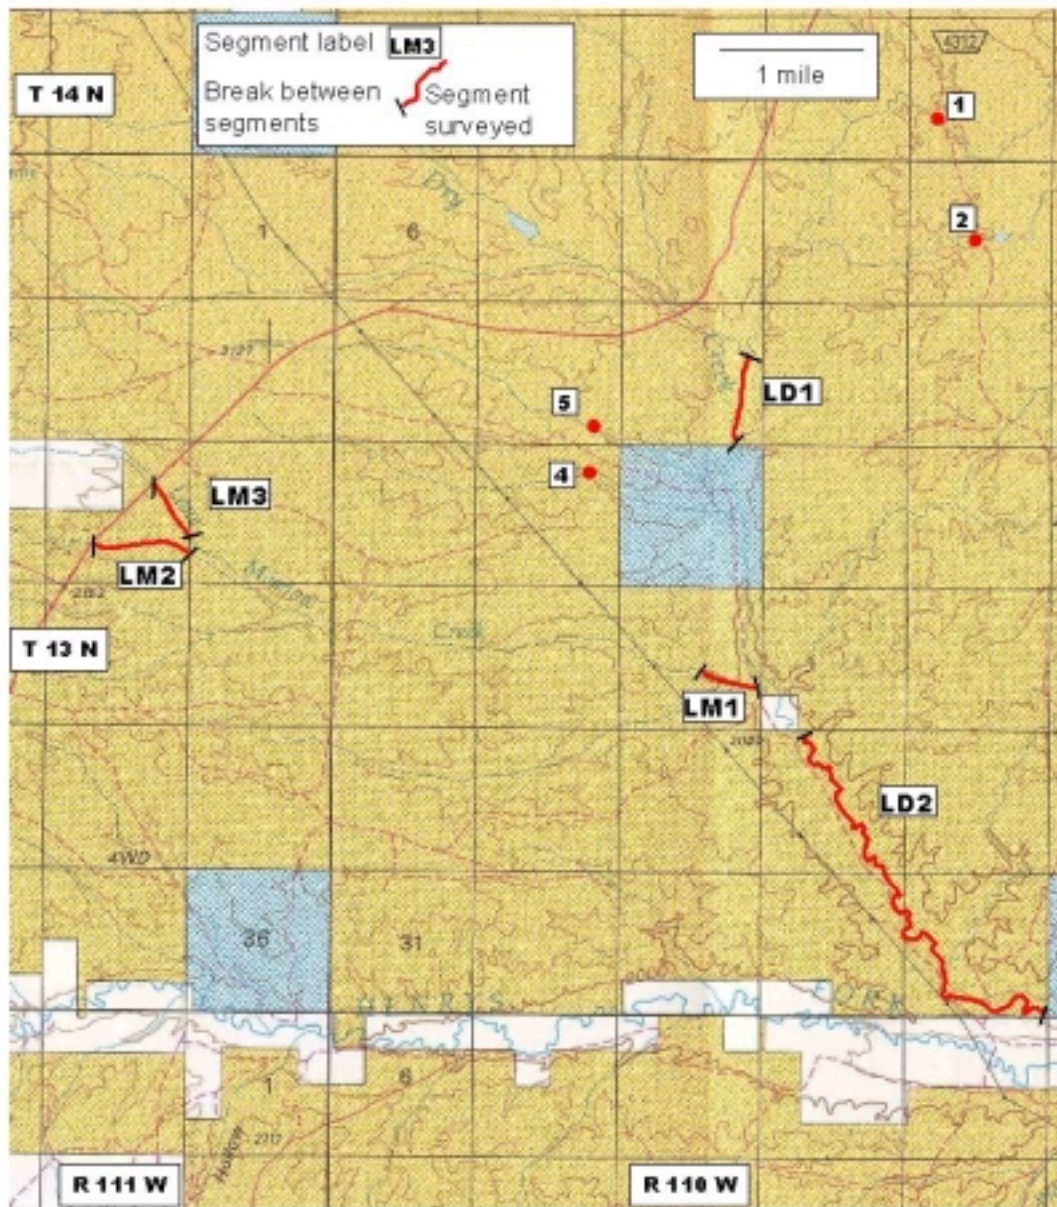 Segment label LM3
Break between
segments
Segment
surveyed
1 mile
4312
T 14 N
1
2
Dry
1
6
Creek
LD1
5
4
LM3
LM2
Creek
T 13 N
LM1
LD2
4WD
36
31
HENRYS
FORK
1
6
Hollow
R 111 W
R 110 W